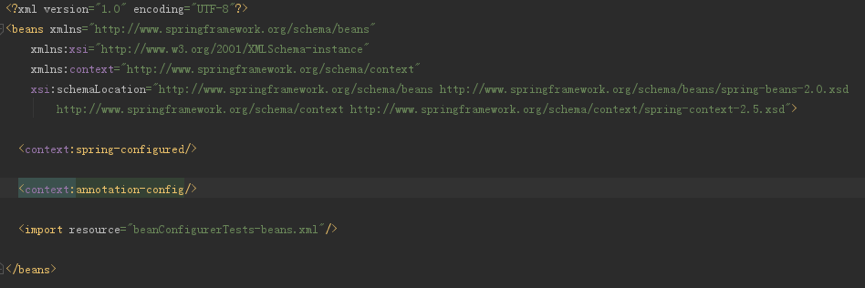 <?xml version="1.0" encoding="UTF-8"?>
<beans xmlns="http://www.springframework.org/schema/beans"
xmlns:xsi="http://www.w3.org/2001/XMLSchema-instance"
xmlns:context="http://www.springframework.org/schema/context"
xsi:schemaLocation="http://www.springframework.org/schema/beans http://www.springframework.org/schema/beans/spring-beans-2.0.xsd
http://www.springframework.org/schema/context http://www.springframework.org/schema/context/spring-context-2.5.xsd">
<context:spring-configured/>
<context:annotation-config/>
<import resource="beanConfigurerTests-beans.xml"/>
</beans>